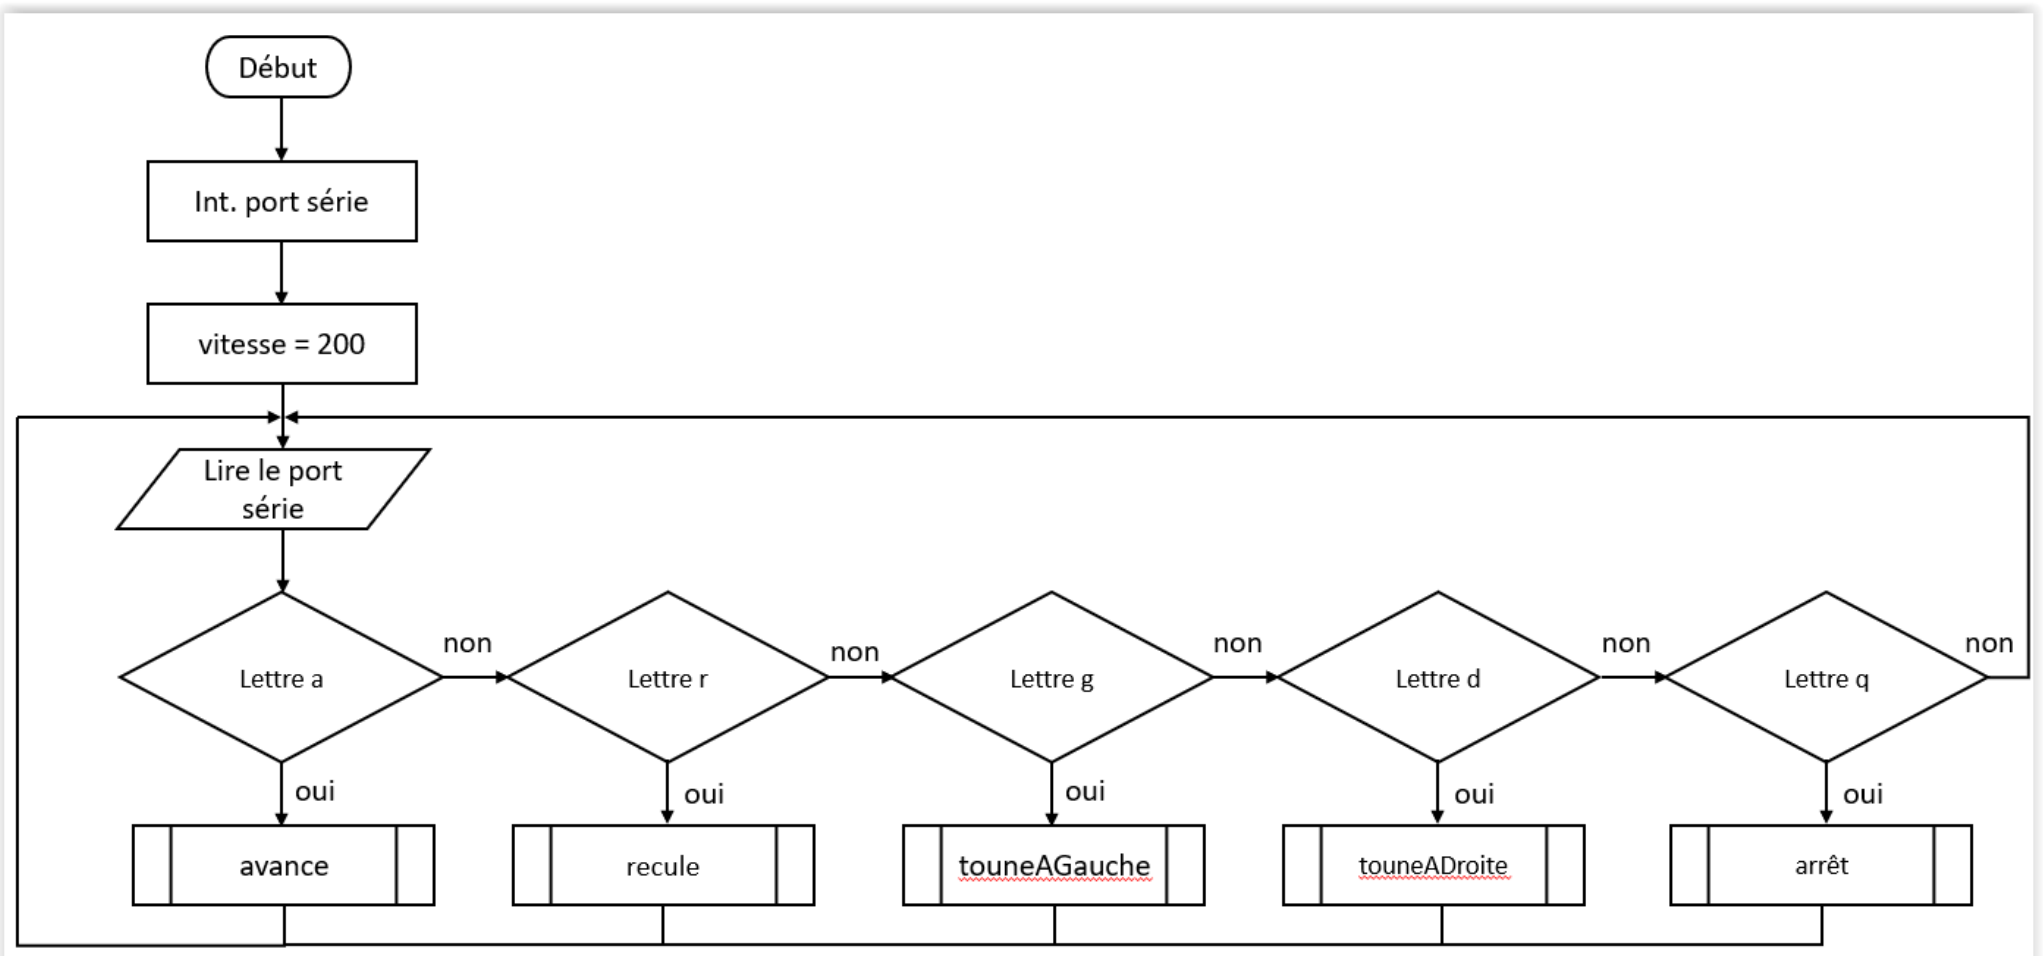 Début
Int. port série
vitesse = 200
Lire le port
série
Lettre a
non
Lettre r
non
Lettre g
non
Lettre d
non
Lettre q
non
oui
oui
oui
oui
oui
avance
recule
touneAGauche
touneADroite
arrêt